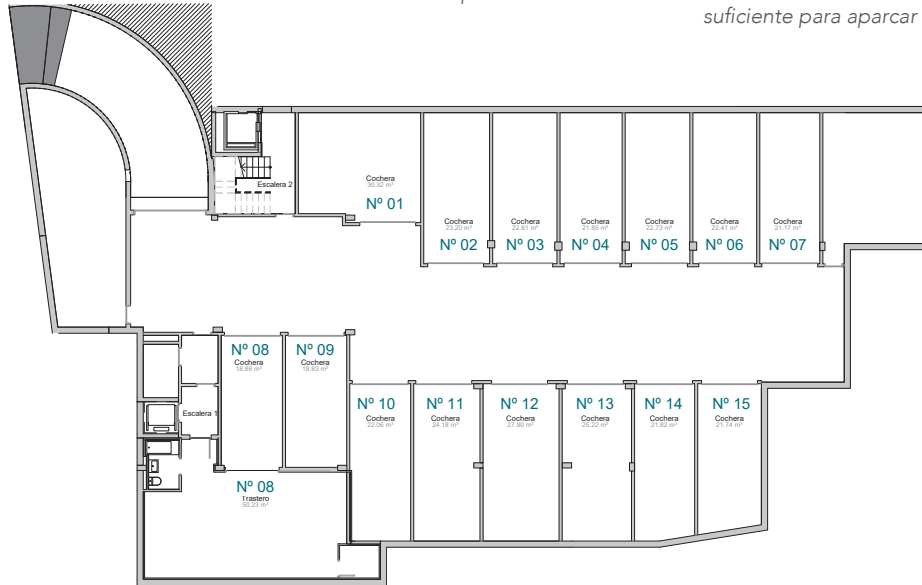 suficiente para aparcar
Escalera 2
Cochera
30.32 m²
Nº 01
Cochera
23.20 m²
Nº 02
Cochera
22.61 m²
Nº 03
Cochera
21.85 m²
Nº 04
Cochera
22.73 m²
Nº 05
Cochera
22.41 m²
Nº 06
Cochera
21.17 m²
Nº 07
Nº 08
Cochera
18.86 m²
Nº 09
Cochera
18.83 m²
Escalera 1
Nº 10
Cochera
22.06 m²
Nº 11
Cochera
24.18 m²
Nº 12
Cochera
27.90 m²
Nº 13
Cochera
25.22 m²
Nº 14
Cochera
21.82 m²
Nº 15
Cochera
21.74 m²
Nº 08
Trastero
50.23 m²